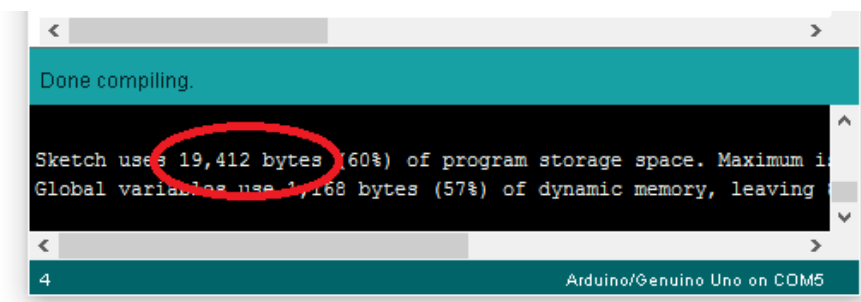 Done compiling.
Sketch uses 19,412 bytes (60%) of program storage space. Maximum i
Global variables use 1,168 bytes (57%) of dynamic memory, leaving
4
Arduino/Genuino Uno on COM5